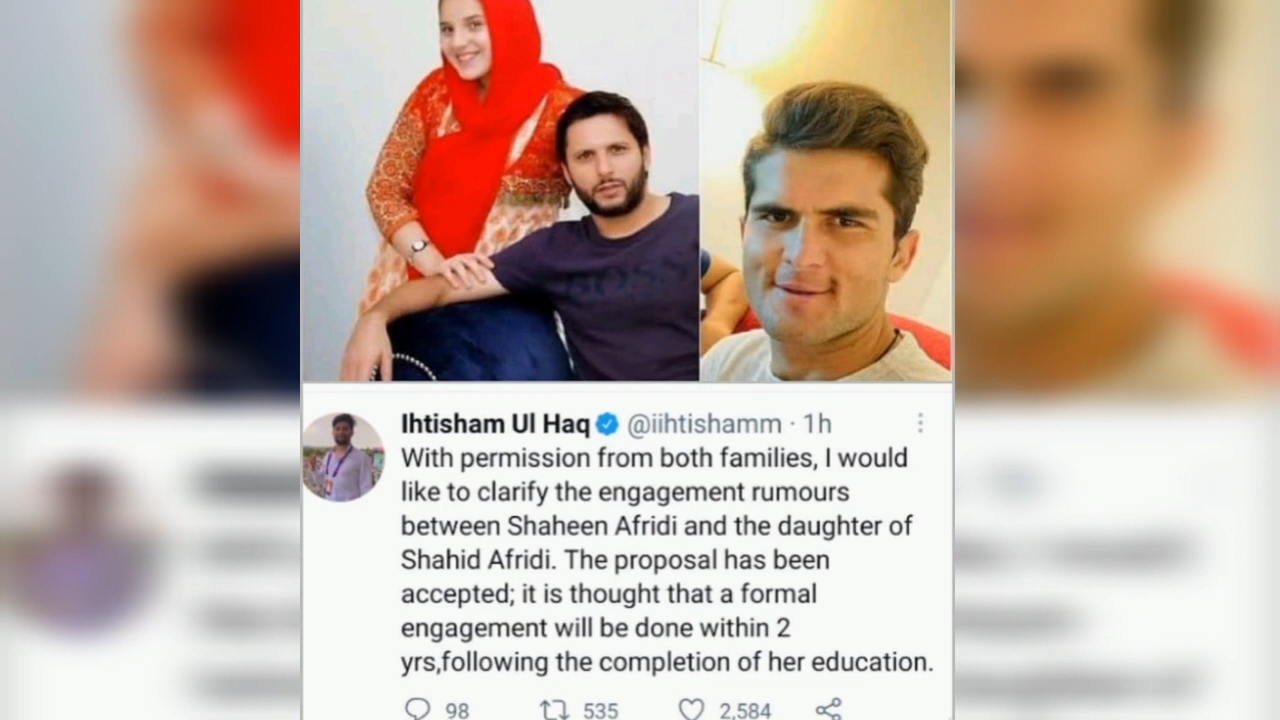 BOSS
Ihtisham Ul Haq @iihtishamm · 1h
With permission from both families, I would
like to clarify the engagement rumours
between Shaheen Afridi and the daughter of
Shahid Afridi. The proposal has been
accepted; it is thought that a formal
engagement will be done within 2
yrs,following the completion of her education.
98 535 2,584